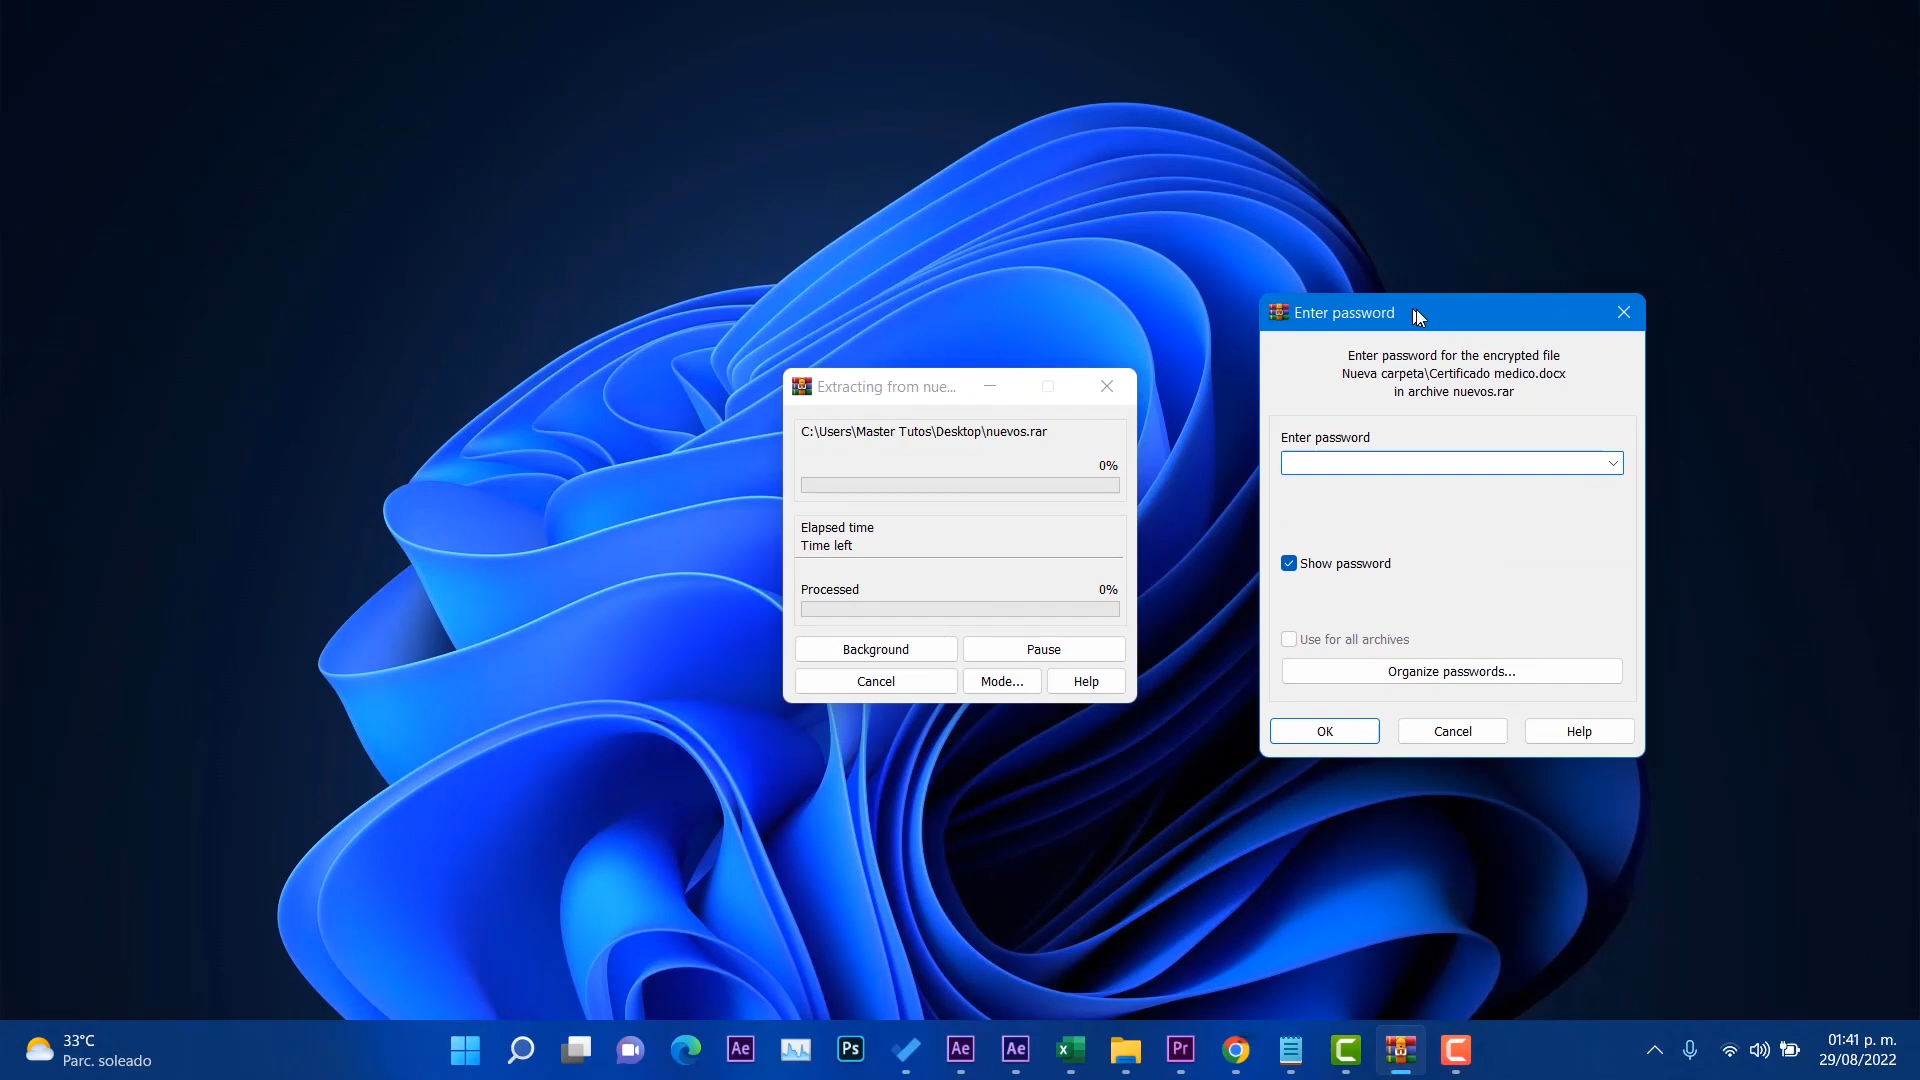 Extracting from nue...
C:\Users\Master Tutos\Desktop\nuevos.rar
0%
Elapsed time
Time left
Processed
0%
Background
Pause
Cancel
Mode...
Help
Enter password
Enter password for the encrypted file
Nueva carpeta\Certificado medico.docx
in archive nuevos.rar
Enter password
Show password
Use for all archives
Organize passwords...
OK
Cancel
Help
33°C
Parc. soleado
Ae
Ps
Ae
Ae
X
Pr
C
C
01:41 p. m.
29/08/2022